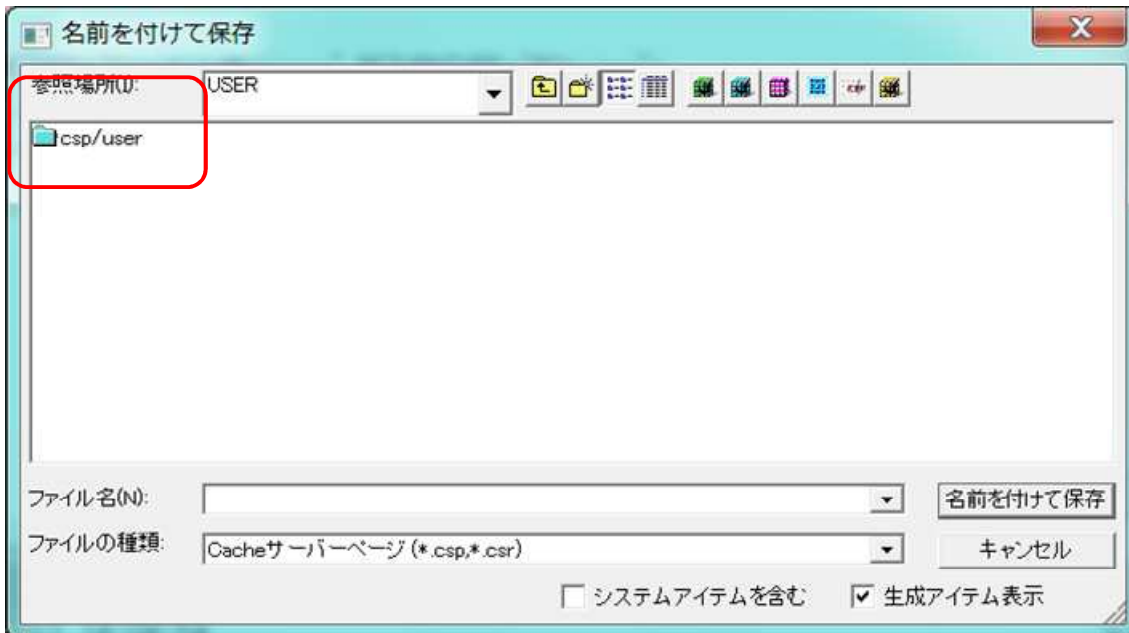 名前を付けて保存
参照場所(I): USER
csp/user
ファイル名(N): 名前を付けて保存
ファイルの種類: Cacheサーバーページ (*.csp,*.csr) キャンセル
システムアイテムを含む 生成アイテム表示